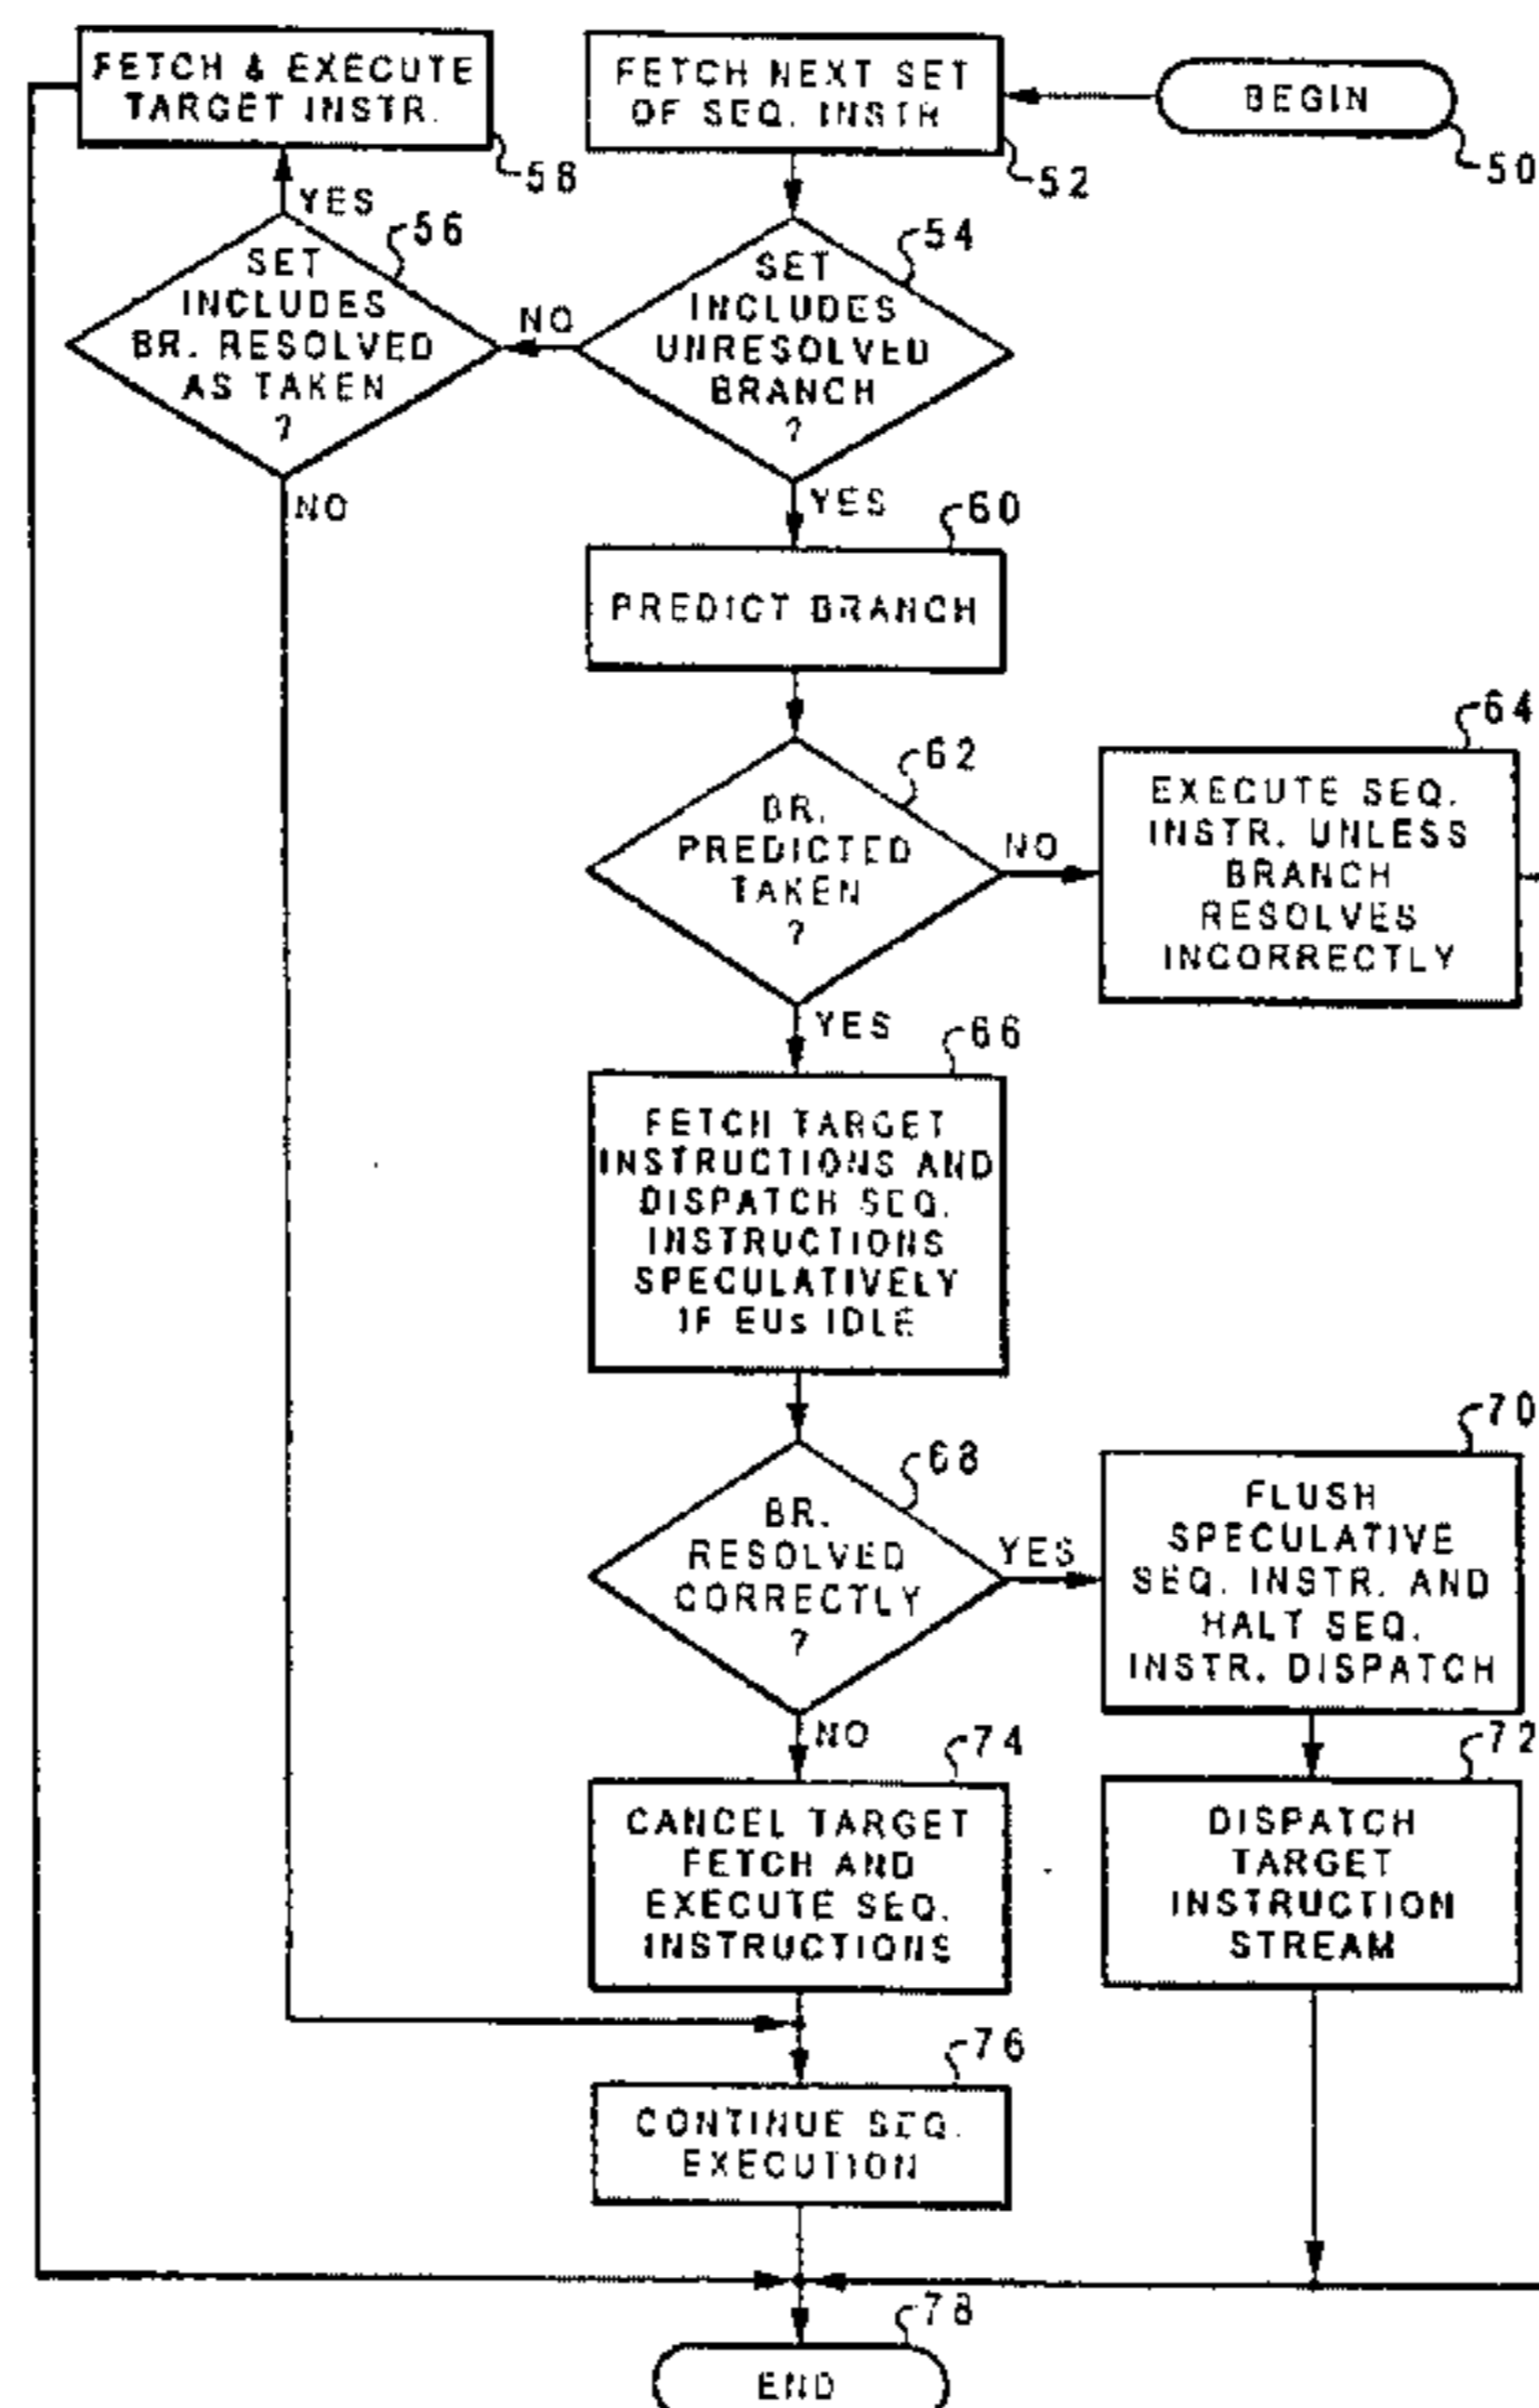 FETCH & EXECUTE
TARGET INSTR.
58
FETCH NEXT SET
OF SEQ. INSTR
52
BEGIN
50
YES
56
SET
INCLUDES
BR. RESOLVED
AS TAKEN
?
NO
54
SET
INCLUDES
UNRESOLVED
BRANCH
?
NO
YES
60
PREDICT BRANCH
62
BR.
PREDICTED
TAKEN
?
NO
64
EXECUTE SEQ.
INSTR. UNLESS
BRANCH
RESOLVES
INCORRECTLY
YES
66
FETCH TARGET
INSTRUCTIONS AND
DISPATCH SEQ.
INSTRUCTIONS
SPECULATIVELY
IF EUs IDLE
68
BR.
RESOLVED
CORRECTLY
?
YES
70
FLUSH
SPECULATIVE
SEQ. INSTR. AND
HALT SEQ.
INSTR. DISPATCH
NO
74
CANCEL TARGET
FETCH AND
EXECUTE SEQ.
INSTRUCTIONS
72
DISPATCH
TARGET
INSTRUCTION
STREAM
76
CONTINUE SEQ.
EXECUTION
78
END